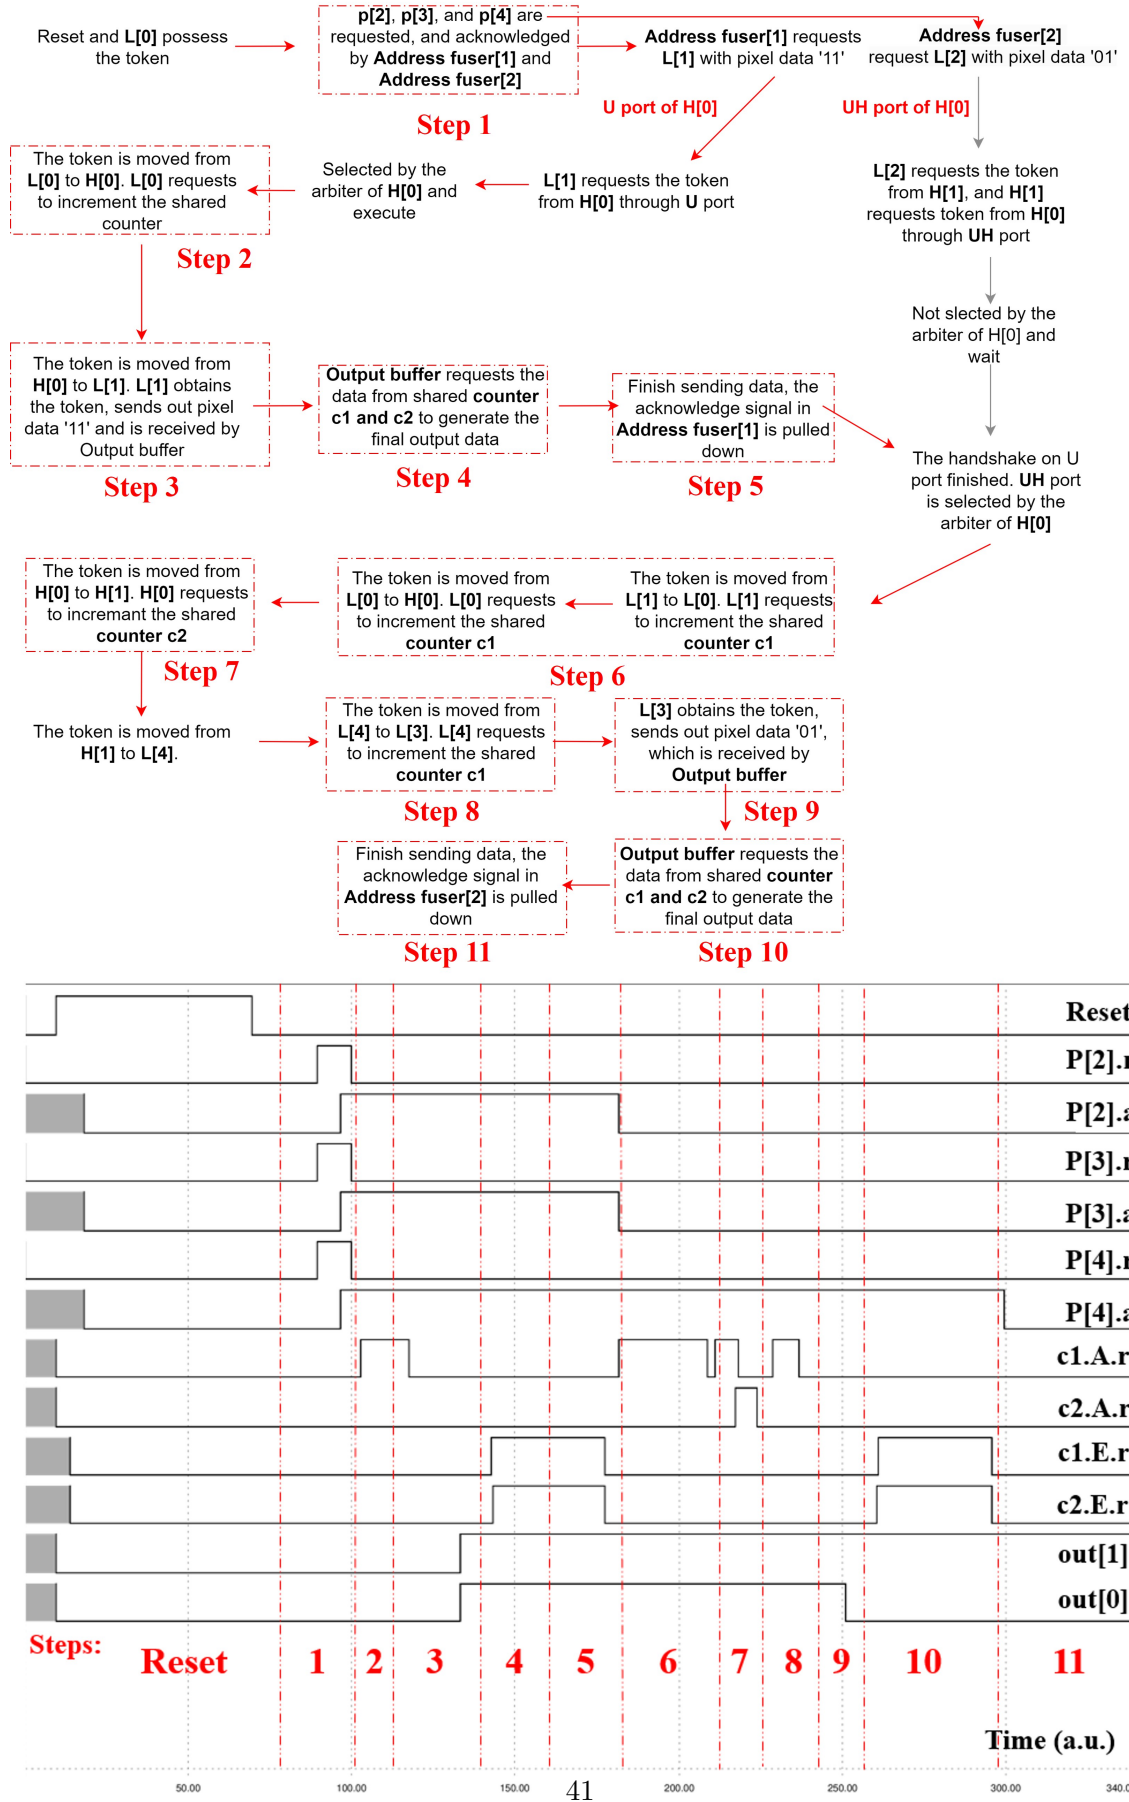 Reset and L[0] possess
the token
p[2], p[3], and p[4] are
requested, and acknowledged
by Address fuser[1] and
Address fuser[2]
Step 1
Address fuser[1] requests
L[1] with pixel data '11'
Address fuser[2]
request L[2] with pixel data '01'
U port of H[0]
UH port of H[0]
The token is moved from
L[0] to H[0]. L[0] requests
to increment the shared
counter
Step 2
Selected by the
arbiter of H[0] and
execute
L[1] requests the token
from H[0] through U port
L[2] requests the token
from H[1], and H[1]
requests token from H[0]
through UH port
Not slected by the
arbiter of H[0] and
wait
The token is moved from
H[0] to L[1]. L[1] obtains
the token, sends out pixel
data '11' and is received by
Output buffer
Step 3
Output buffer requests the
data from shared counter
c1 and c2 to generate the
final output data
Step 4
Finish sending data, the
acknowledge signal in
Address fuser[1] is pulled
down
Step 5
The handshake on U
port finished. UH port
is selected by the
arbiter of H[0]
The token is moved from
H[0] to H[1]. H[0] requests
to incremant the shared
counter c2
Step 7
The token is moved from
L[0] to H[0]. L[0] requests
to increment the shared
counter c1
The token is moved from
L[1] to L[0]. L[1] requests
to increment the shared
counter c1
Step 6
The token is moved from
H[1] to L[4].
The token is moved from
L[4] to L[3]. L[4] requests
to increment the shared
counter c1
Step 8
L[3] obtains the token,
sends out pixel data '01',
which is received by
Output buffer
Step 9
Finish sending data, the
acknowledge signal in
Address fuser[2] is pulled
down
Step 11
Output buffer requests the
data from shared counter
c1 and c2 to generate the
final output data
Step 10
Reset
P[2].r
P[2].a
P[3].r
P[3].a
P[4].r
P[4].a
c1.A.r
c2.A.r
c1.E.r
c2.E.r
out[1]
out[0]
Steps:
Reset 1 2 3 4 5 6 7 8 9 10 11
Time (a.u.)
50.00 100.00 150.00 200.00 250.00 300.00 340.0
41